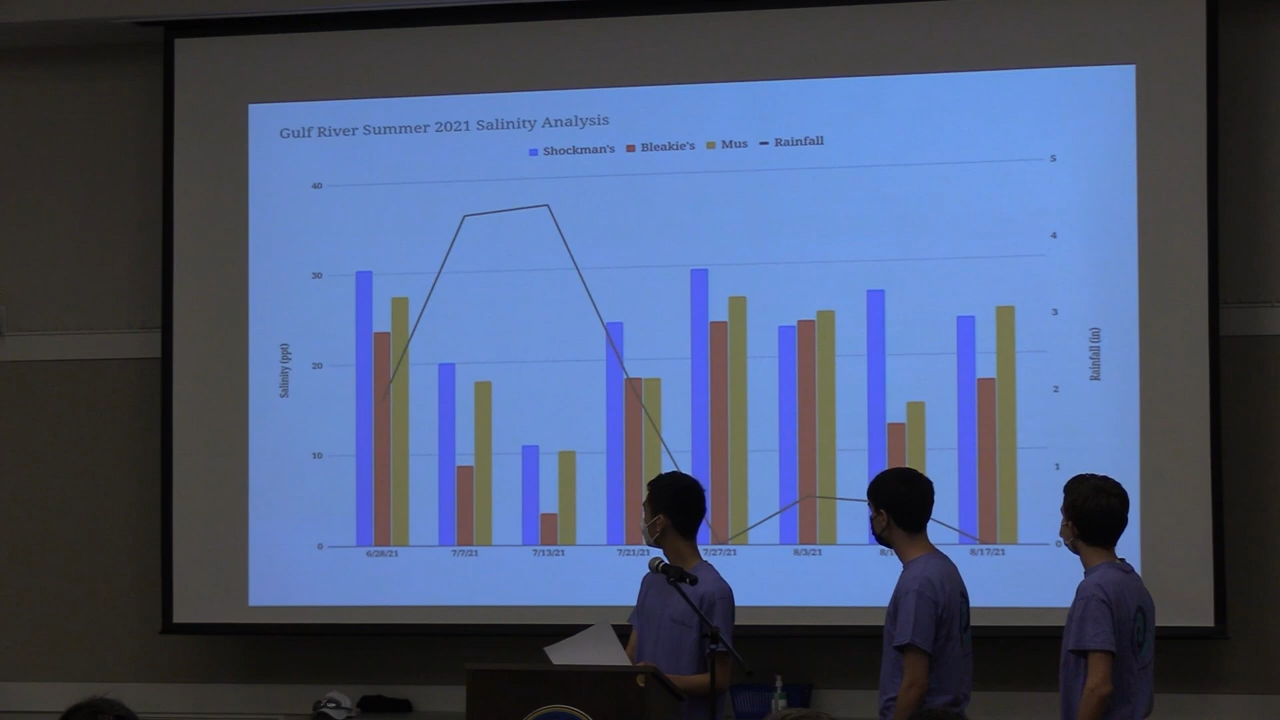 Gulf River Summer 2021 Salinity Analysis
Shockman's Bleakie's Mus Rainfall
40
30
20
10
0
Salinity (ppt)
5
4
3
2
1
0
Rainfall (in)
6/28/21 7/7/21 7/13/21 7/21/21 7/27/21 8/3/21 8/17/21